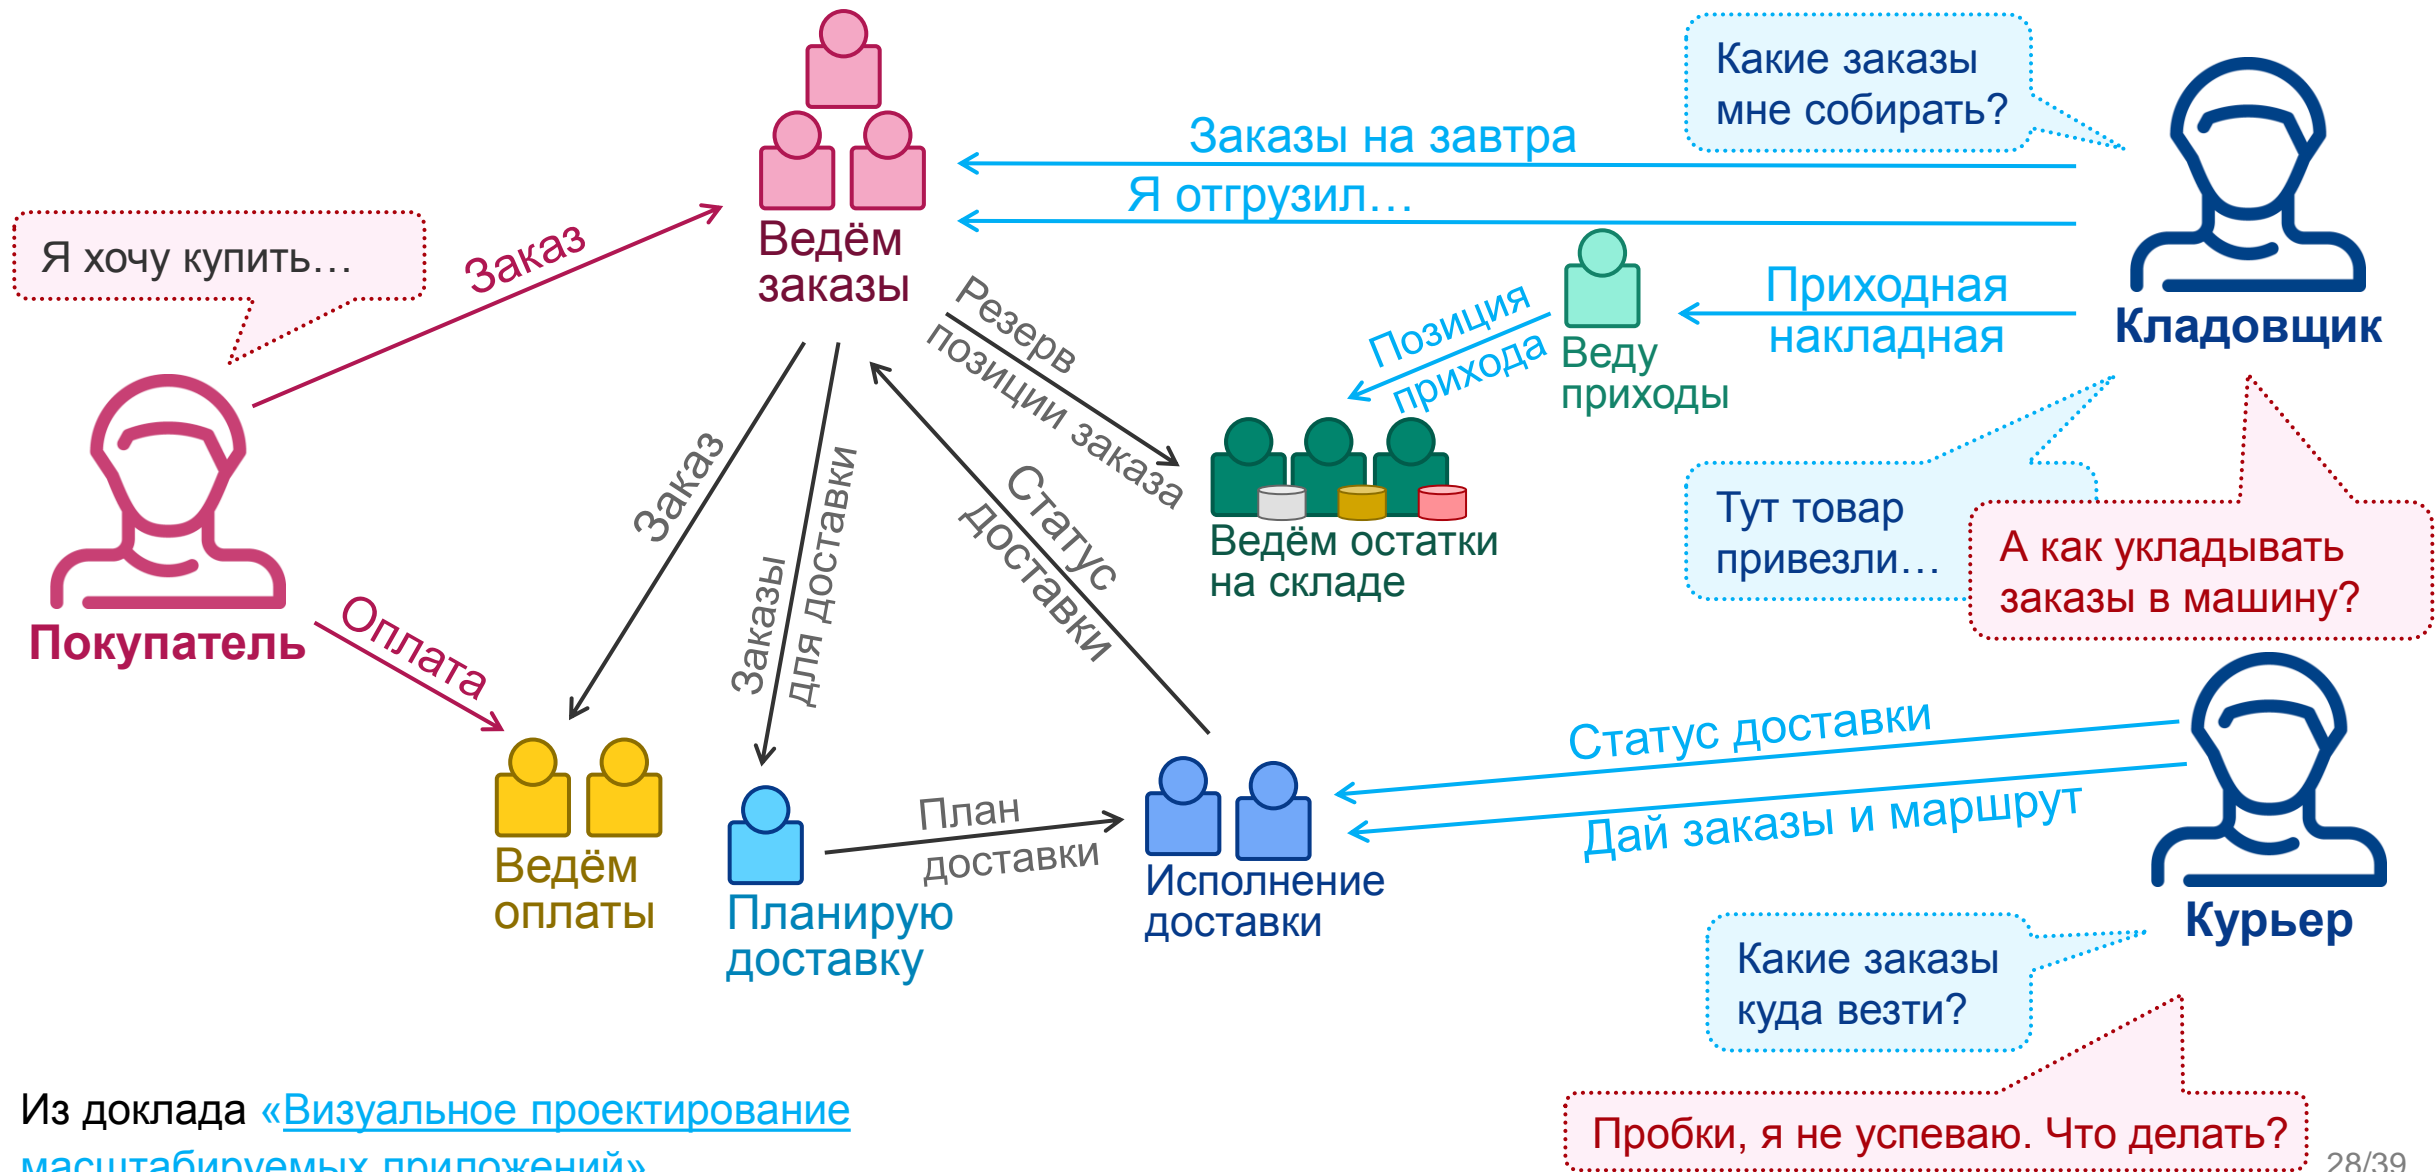 Я хочу купить…
Заказ
Покупатель
Оплата
Ведём
заказы
Заказы на завтра
Я отгрузил…
Какие заказы
мне собирать?
Кладовщик
Приходная
накладная
Веду
приходы
Позиция
прихода
Резерв
позиции заказа
Ведём остатки
на складе
Тут товар
привезли…
А как укладывать
заказы в машину?
Заказ
Заказы
для доставки
Статус
доставки
Ведём
оплаты
Планирую
доставку
План
доставки
Исполнение
доставки
Статус доставки
Дай заказы и маршрут
Курьер
Какие заказы
куда везти?
Пробки, я не успеваю. Что делать?
Из доклада «Визуальное проектирование
масштабируемых приложений»
28/39